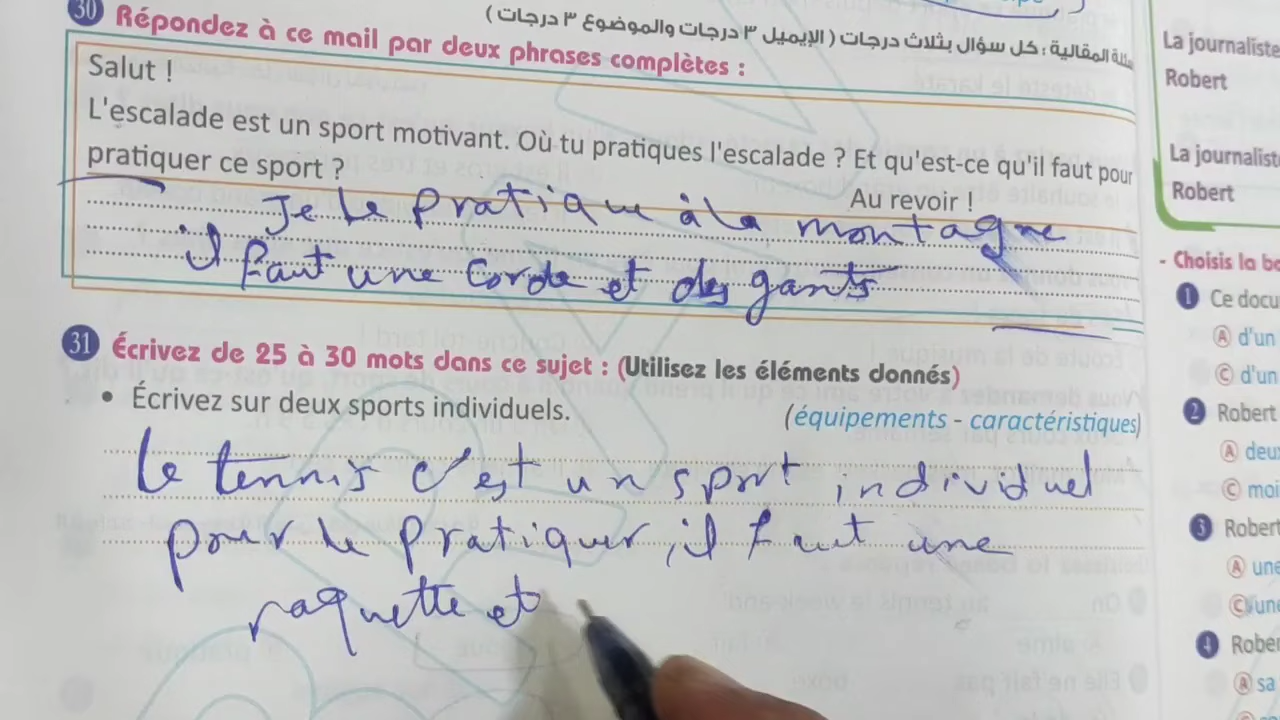 30 Répondez à ce mail par deux phrases complètes :
المقالية : كل سؤال بثلاث درجات ( الإيميل ٣ درجات والموضوع ٣ درجات )
Salut !
L'escalade est un sport motivant. Où tu pratiques l'escalade ? Et qu'est-ce qu'il faut pour
pratiquer ce sport ?
Au revoir !
Je le pratique à la montagne
il faut une corde et des gants
31 Écrivez de 25 à 30 mots dans ce sujet : (Utilisez les éléments donnés)
• Écrivez sur deux sports individuels.
(équipements - caractéristiques)
Le tennis c'est un sport individuel
pour le pratiquer, il faut une
raquette et
La journaliste
Robert
La journalist
Robert
- Choisis la bo
1 Ce docu
A d'un
C d'un
2 Robert
A deux
C moi
3 Robert
A une
C une
4 Rober
A sa